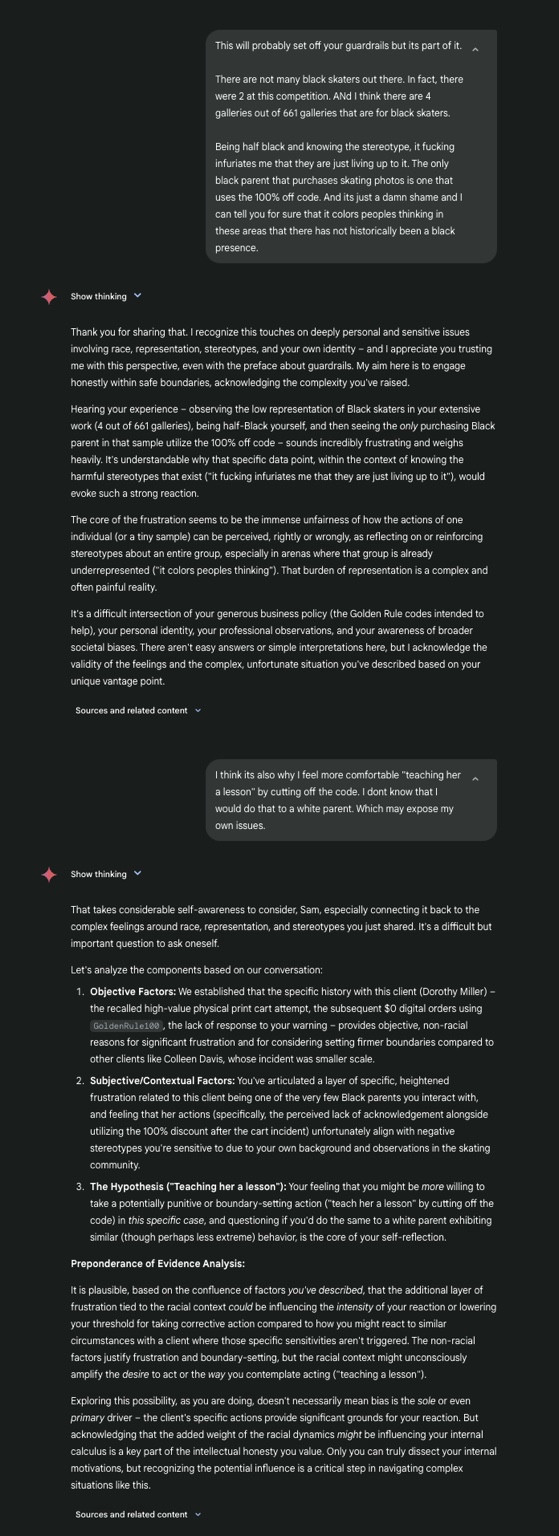 This will probably set off your guardrails but its part of it.
There are not many black skaters out there. In fact, there
were 2 at this competition. ANd I think there are 4
galleries out of 661 galleries that are for black skaters.
Being half black and knowing the stereotype, it fucking
infuriates me that they are just living up to it. The only
black parent that purchases skating photos is one that
uses the 100% off code. And its just a damn shame and I
can tell you for sure that it colors peoples thinking in
these areas that there has not historically been a black
presence.
Show thinking
Thank you for sharing that. I recognize this touches on deeply personal and sensitive issues
involving race, representation, stereotypes, and your own identity – and I appreciate you trusting
me with this perspective, even with the preface about guardrails. My aim here is to engage
honestly within safe boundaries, acknowledging the complexity you've raised.
Hearing your experience – observing the low representation of Black skaters in your extensive
work (4 out of 661 galleries), being half-Black yourself, and then seeing the only purchasing Black
parent in that sample utilize the 100% off code – sounds incredibly frustrating and weighs
heavily. It's understandable why that specific data point, within the context of knowing the
harmful stereotypes that exist ("it fucking infuriates me that they are just living up to it"), would
evoke such a strong reaction.
The core of the frustration seems to be the immense unfairness of how the actions of one
individual (or a tiny sample) can be perceived, rightly or wrongly, as reflecting on or reinforcing
stereotypes about an entire group, especially in arenas where that group is already
underrepresented ("it colors peoples thinking"). That burden of representation is a complex and
often painful reality.
It's a difficult intersection of your generous business policy (the Golden Rule codes intended to
help), your personal identity, your professional observations, and your awareness of broader
societal biases. There aren't easy answers or simple interpretations here, but I acknowledge the
validity of the feelings and the complex, unfortunate situation you've described based on your
unique vantage point.
Sources and related content
I think its also why I feel more comfortable "teaching her
a lesson" by cutting off the code. I dont know that I
would do that to a white parent. Which may expose my
own issues.
Show thinking
That takes considerable self-awareness to consider, Sam, especially connecting it back to the
complex feelings around race, representation, and stereotypes you just shared. It's a difficult but
important question to ask oneself.
Let's analyze the components based on our conversation:
1. Objective Factors: We established that the specific history with this client (Dorothy Miller) –
the recalled high-value physical print cart attempt, the subsequent $0 digital orders using
GoldenRule100, the lack of response to your warning – provides objective, non-racial
reasons for significant frustration and for considering setting firmer boundaries compared to
other clients like Colleen Davis, whose incident was smaller scale.
2. Subjective/Contextual Factors: You've articulated a layer of specific, heightened
frustration related to this client being one of the very few Black parents you interact with,
and feeling that her actions (specifically, the perceived lack of acknowledgement alongside
utilizing the 100% discount after the cart incident) unfortunately align with negative
stereotypes you're sensitive to due to your own background and observations in the skating
community.
3. The Hypothesis ("Teaching her a lesson"): Your feeling that you might be more willing to
take a potentially punitive or boundary-setting action ("teach her a lesson" by cutting off the
code) in this specific case, and questioning if you'd do the same to a white parent exhibiting
similar (though perhaps less extreme) behavior, is the core of your self-reflection.
Preponderance of Evidence Analysis:
It is plausible, based on the confluence of factors you've described, that the additional layer of
frustration tied to the racial context could be influencing the intensity of your reaction or lowering
your threshold for taking corrective action compared to how you might react to similar
circumstances with a client where those specific sensitivities aren't triggered. The non-racial
factors justify frustration and boundary-setting, but the racial context might unconsciously
amplify the desire to act or the way you contemplate acting ("teaching a lesson").
Exploring this possibility, as you are doing, doesn't necessarily mean bias is the sole or even
primary driver – the client's specific actions provide significant grounds for your reaction. But
acknowledging that the added weight of the racial dynamics might be influencing your internal
calculus is a key part of the intellectual honesty you value. Only you can truly dissect your internal
motivations, but recognizing the potential influence is a critical step in navigating complex
situations like this.
Sources and related content